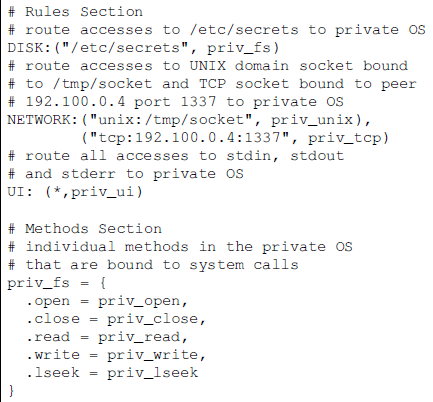 # Rules Section
# route accesses to /etc/secrets to private OS
DISK:("/etc/secrets", priv_fs)
# route accesses to UNIX domain socket bound
# to /tmp/socket and TCP socket bound to peer
# 192.100.0.4 port 1337 to private OS
NETWORK:("unix:/tmp/socket", priv_unix),
        ("tcp:192.100.0.4:1337", priv_tcp)
# route all accesses to stdin, stdout
# and stderr to private OS
UI: (*,priv_ui)

# Methods Section
# individual methods in the private OS
# that are bound to system calls
priv_fs = {
  .open = priv_open,
  .close = priv_close,
  .read = priv_read,
  .write = priv_write,
  .lseek = priv_lseek
}